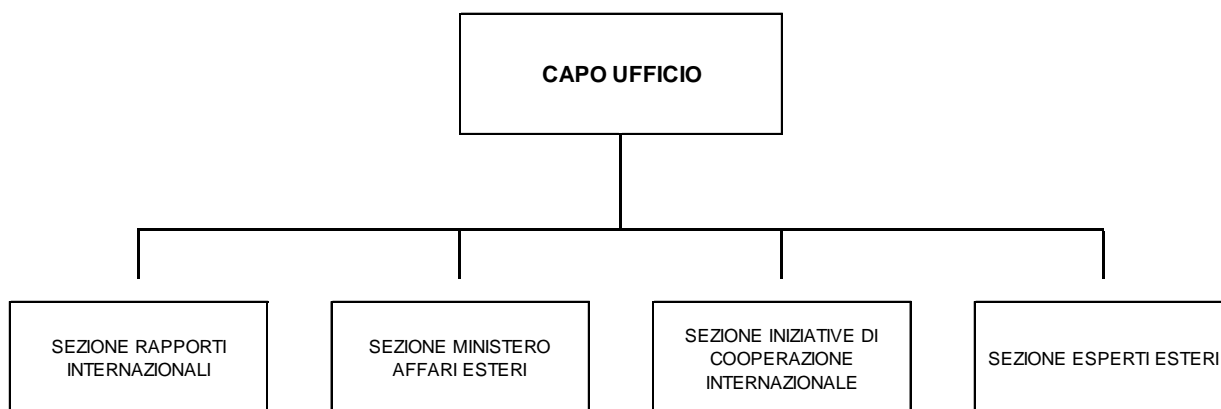 CAPO UFFICIO
SEZIONE RAPPORTI
INTERNAZIONALI
SEZIONE MINISTERO
AFFARI ESTERI
SEZIONE INIZIATIVE DI
COOPERAZIONE
INTERNAZIONALE
SEZIONE ESPERTI ESTERI